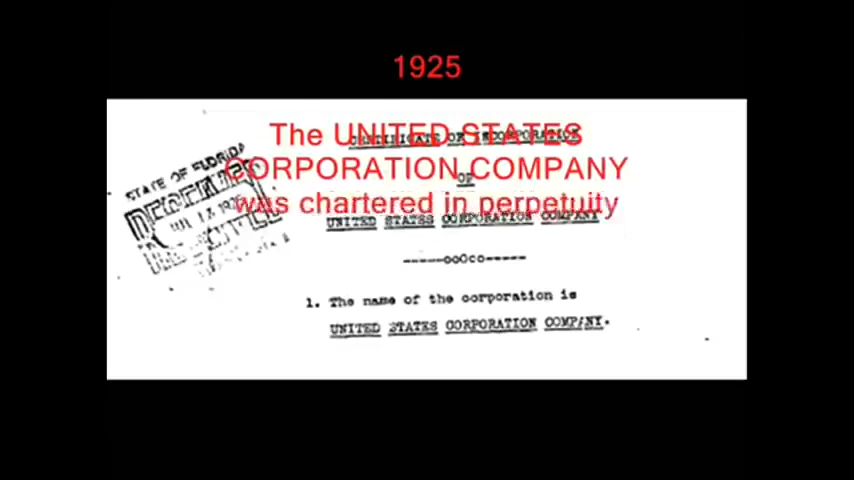 1925
The UNITED STATES
CORPORATION COMPANY
was chartered in perpetuity
CERTIFICATE OF INCORPORATION
OF
UNITED STATES CORPORATION COMPANY
-----ooOoo-----
STATE OF FLORIDA
1. The name of the corporation is
UNITED STATES CORPORATION COMPANY.